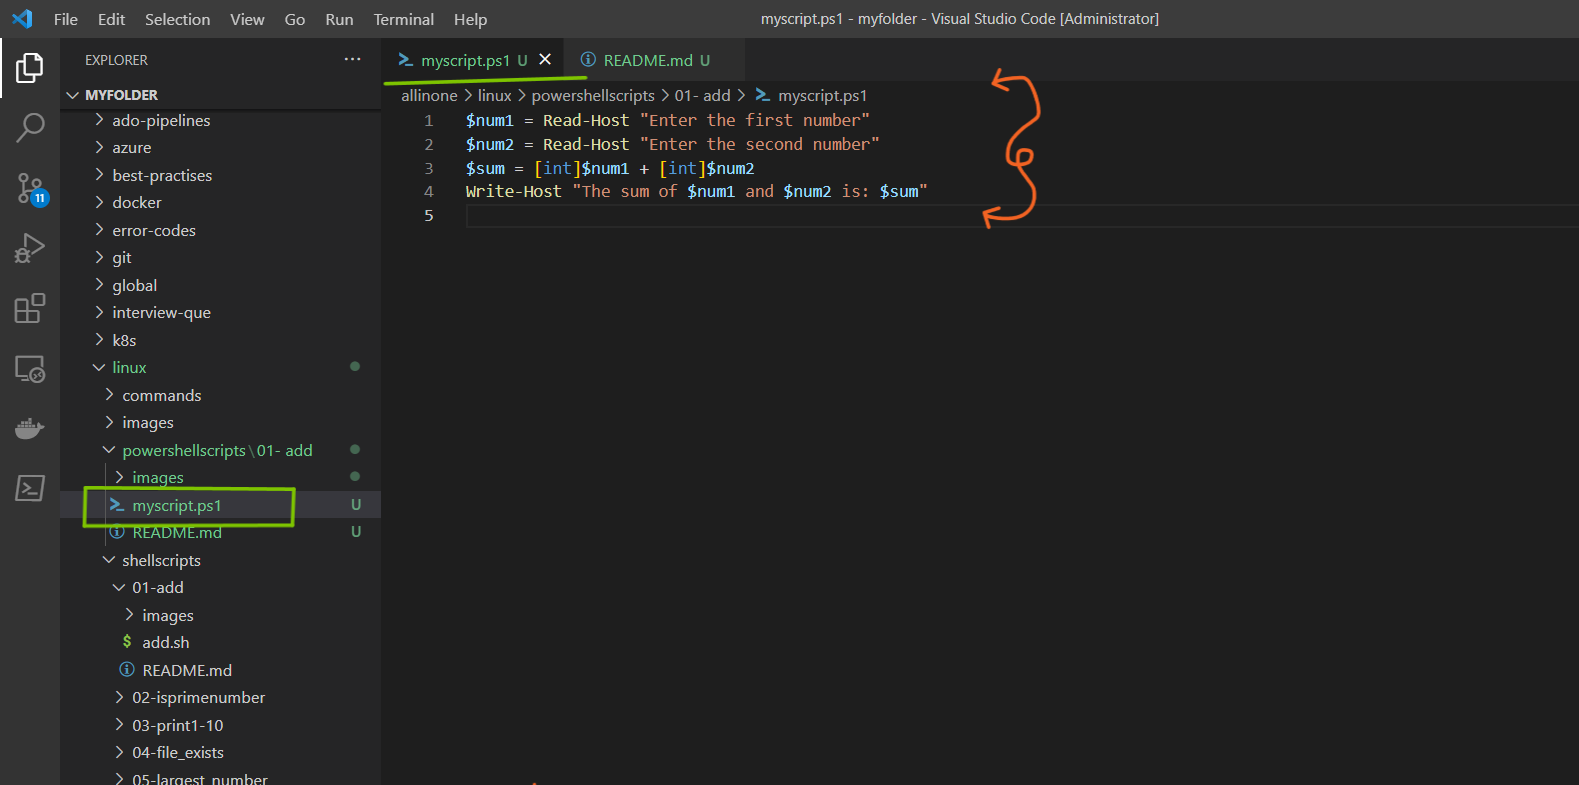 File Edit Selection View Go Run Terminal Help
myscript.ps1 - myfolder - Visual Studio Code [Administrator]
EXPLORER ...
MYFOLDER
ado-pipelines
azure
best-practises
docker
11
error-codes
git
global
interview-que
k8s
linux
commands
images
powershellscripts\01- add
images
myscript.ps1 U
README.md U
shellscripts
01-add
images
$ add.sh
README.md
02-isprimenumber
03-print1-10
04-file_exists
05-largest_number
myscript.ps1 U README.md U
allinone > linux > powershellscripts > 01- add > myscript.ps1
1 $num1 = Read-Host "Enter the first number"
2 $num2 = Read-Host "Enter the second number"
3 $sum = [int]$num1 + [int]$num2
4 Write-Host "The sum of $num1 and $num2 is: $sum"
5